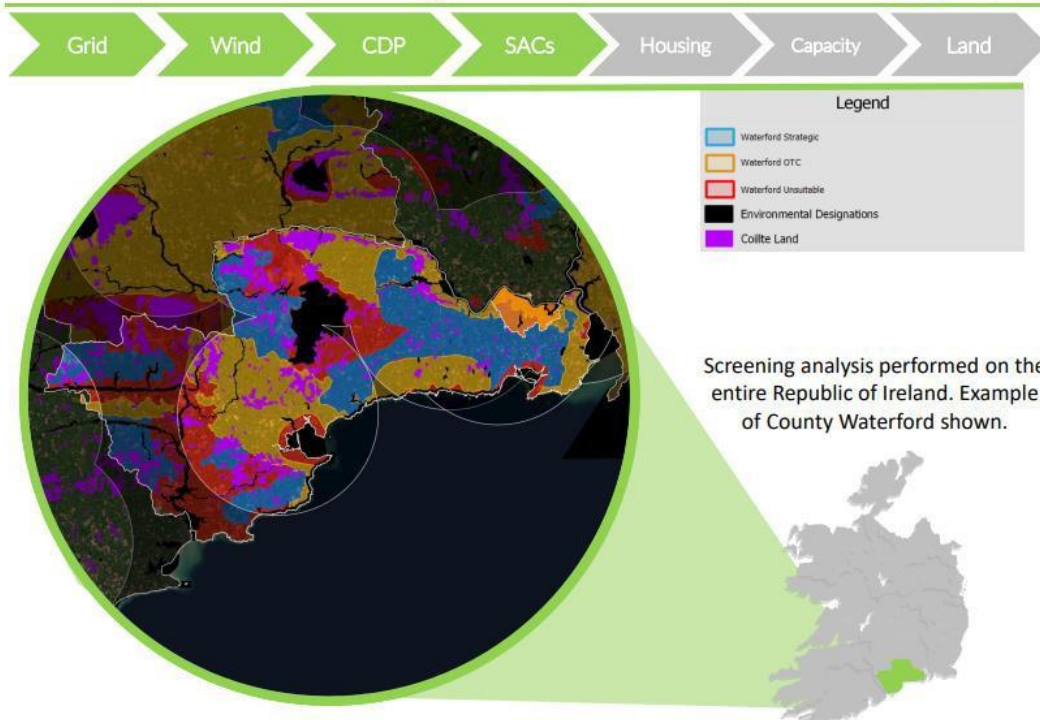 Grid
Wind
CDP
SACs
Housing
Capacity
Land
Legend
Waterford Strategic
Waterford OTC
Waterford Unsuitable
Environmental Designations
Coillte Land
Screening analysis performed on the
entire Republic of Ireland. Example
of County Waterford shown.